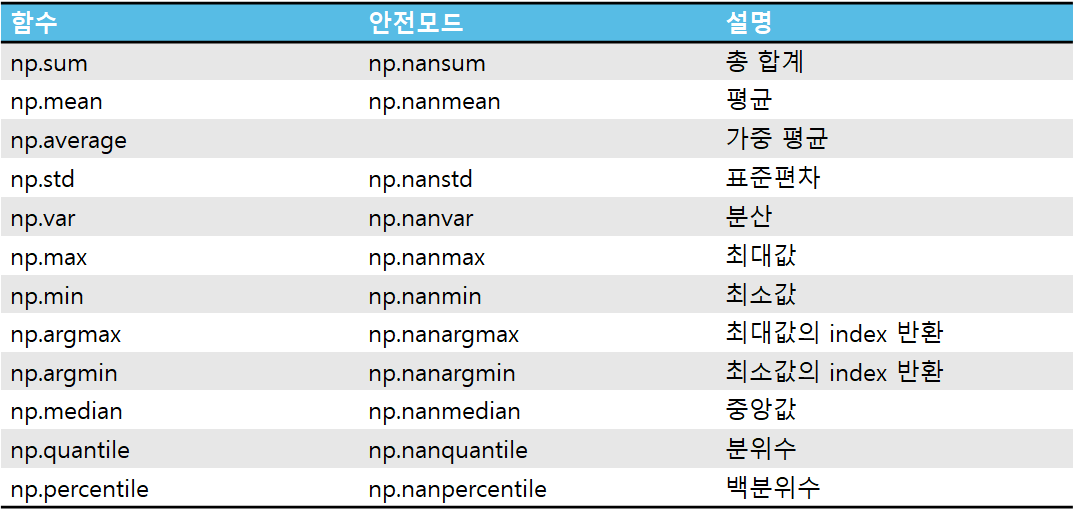 함수 안전모드 설명
np.sum np.nansum 총 합계
np.mean np.nanmean 평균
np.average 가중 평균
np.std np.nanstd 표준편차
np.var np.nanvar 분산
np.max np.nanmax 최대값
np.min np.nanmin 최소값
np.argmax np.nanargmax 최대값의 index 반환
np.argmin np.nanargmin 최소값의 index 반환
np.median np.nanmedian 중앙값
np.quantile np.nanquantile 분위수
np.percentile np.nanpercentile 백분위수